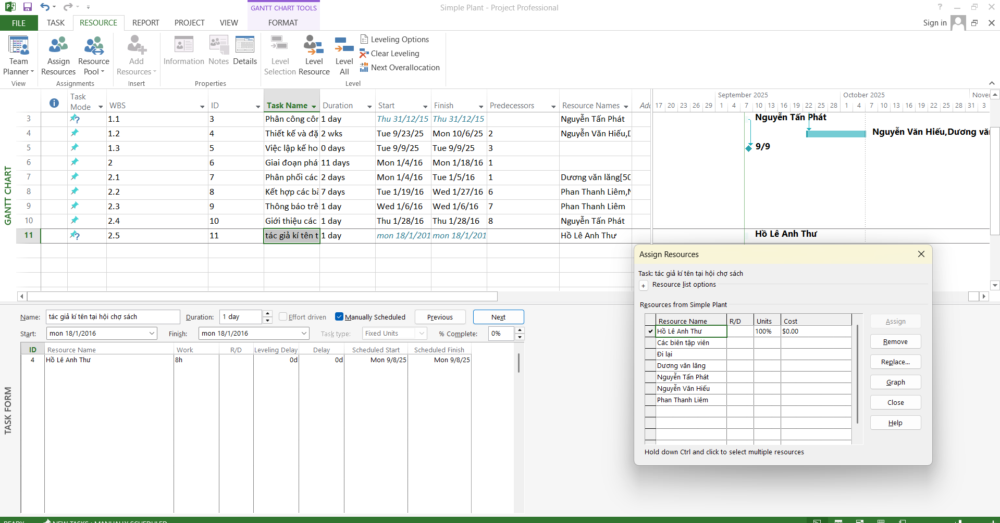 GANTT CHART TOOLS
Simple Plant - Project Professional
FILE TASK RESOURCE REPORT PROJECT VIEW FORMAT
Sign in
Team Planner
Assign Resources
Resource Pool
Add Resources
Information
Notes
Details
Level Selection
Level Resource
Level All
Leveling Options
Clear Leveling
Next Overallocation
View
Assignments
Insert
Properties
Level
GANTT CHART
Task Mode WBS ID Task Name Duration Start Finish Predecessors Resource Names
September 2025 October 2025
17 20 23 26 29 1 4 7 10 13 16 19 22 25 28 1 4 7 10 13 16 19 22 25 28 31 3
3 1.1 3 Phân công côn 1 day Thu 31/12/15 Thu 31/12/15 Nguyễn Tấn Phát
4 1.2 4 Thiết kế và đặ 2 wks Tue 9/23/25 Mon 10/6/25 2 Nguyễn Văn Hiếu,
5 1.3 5 Việc lập kế ho 0 days Tue 9/9/25 Tue 9/9/25 3
6 2 6 Giai đoạn phá 11 days Mon 1/4/16 Mon 1/18/16 1
7 2.1 7 Phân phối các 2 days Mon 1/4/16 Tue 1/5/16 1 Dương văn lăng[50
8 2.2 8 Kết hợp các bà 7 days Tue 1/19/16 Wed 1/27/16 6 Phan Thanh Liêm,
9 2.3 9 Thông báo trê 1 day Wed 1/6/16 Wed 1/6/16 7 Phan Thanh Liêm
10 2.4 10 Giới thiệu các 1 day Thu 1/28/16 Thu 1/28/16 8 Nguyễn Tấn Phát
11 2.5 11 tác giả kí tên t 1 day mon 18/1/201 mon 18/1/201 Hồ Lê Anh Thư
Nguyễn Tấn Phát
Nguyễn Văn Hiếu,Dương vă
9/9
Hồ Lê Anh Thư
TASK FORM
Name: tác giả kí tên tại hội chợ sách Duration: 1 day Effort driven Manually Scheduled Previous Next
Start: mon 18/1/2016 Finish: mon 18/1/2016 Task type: Fixed Units % Complete: 0%
ID Resource Name Work R/D Leveling Delay Delay Scheduled Start Scheduled Finish
4 Hồ Lê Anh Thư 8h 0d 0d Mon 9/8/25 Mon 9/8/25
Assign Resources
Task: tác giả kí tên tại hội chợ sách
+ Resource list options
Resources from Simple Plant
Resource Name R/D Units Cost
Hồ Lê Anh Thư 100% $0.00
Các biên tập viên
Đi lại
Dương văn lăng
Nguyễn Tấn Phát
Nguyễn Văn Hiếu
Phan Thanh Liêm
Assign
Remove
Replace...
Graph
Close
Help
Hold down Ctrl and click to select multiple resources